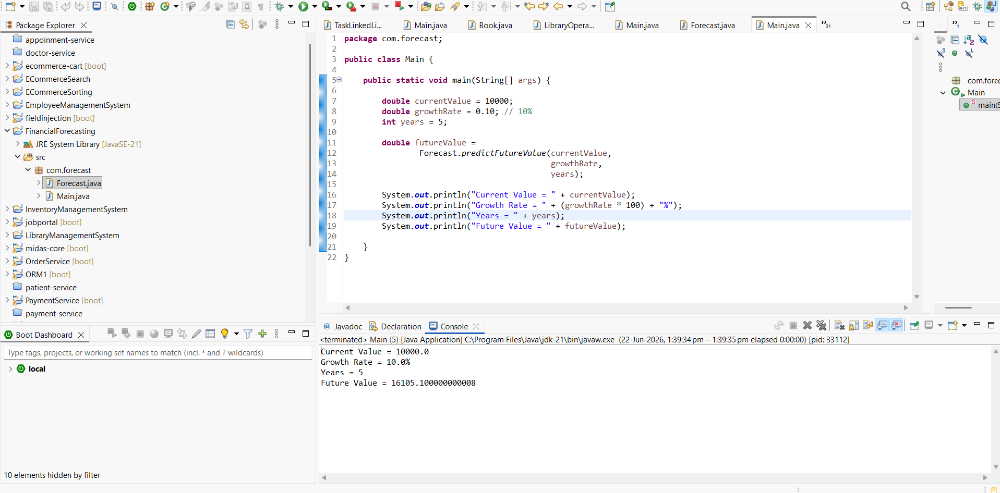 Package Explorer
appoinment-service
doctor-service
ecommerce-cart [boot]
ECommerceSearch
ECommerceSorting
EmployeeManagementSystem
fieldinjection [boot]
FinancialForecasting
JRE System Library [JavaSE-21]
src
com.forecast
Forecast.java
Main.java
InventoryManagementSystem
jobportal [boot]
LibraryManagementSystem
midas-core [boot]
OrderService [boot]
ORM1 [boot]
patient-service
PaymentService [boot]
payment-service
Boot Dashboard
Type tags, projects, or working set names to match (incl. * and ? wildcards)
local
10 elements hidden by filter
TaskLinkedLi... Main.java Book.java LibraryOpera... Main.java Forecast.java Main.java »31
1 package com.forecast;
2
3 public class Main {
4
5 public static void main(String[] args) {
6
7 double currentValue = 10000;
8 double growthRate = 0.10; // 10%
9 int years = 5;
10
11 double futureValue =
12 Forecast.predictFutureValue(currentValue,
13 growthRate,
14 years);
15
16 System.out.println("Current Value = " + currentValue);
17 System.out.println("Growth Rate = " + (growthRate * 100) + "%");
18 System.out.println("Years = " + years);
19 System.out.println("Future Value = " + futureValue);
20
21 }
22 }
»1
com.forec
Main
main(S
@ Javadoc Declaration Console
<terminated> Main (5) [Java Application] C:\Program Files\Java\jdk-21\bin\javaw.exe (22-Jun-2026, 1:39:34 pm – 1:39:35 pm elapsed 0:00:00) [pid: 33112]
Current Value = 10000.0
Growth Rate = 10.0%
Years = 5
Future Value = 16105.100000000008